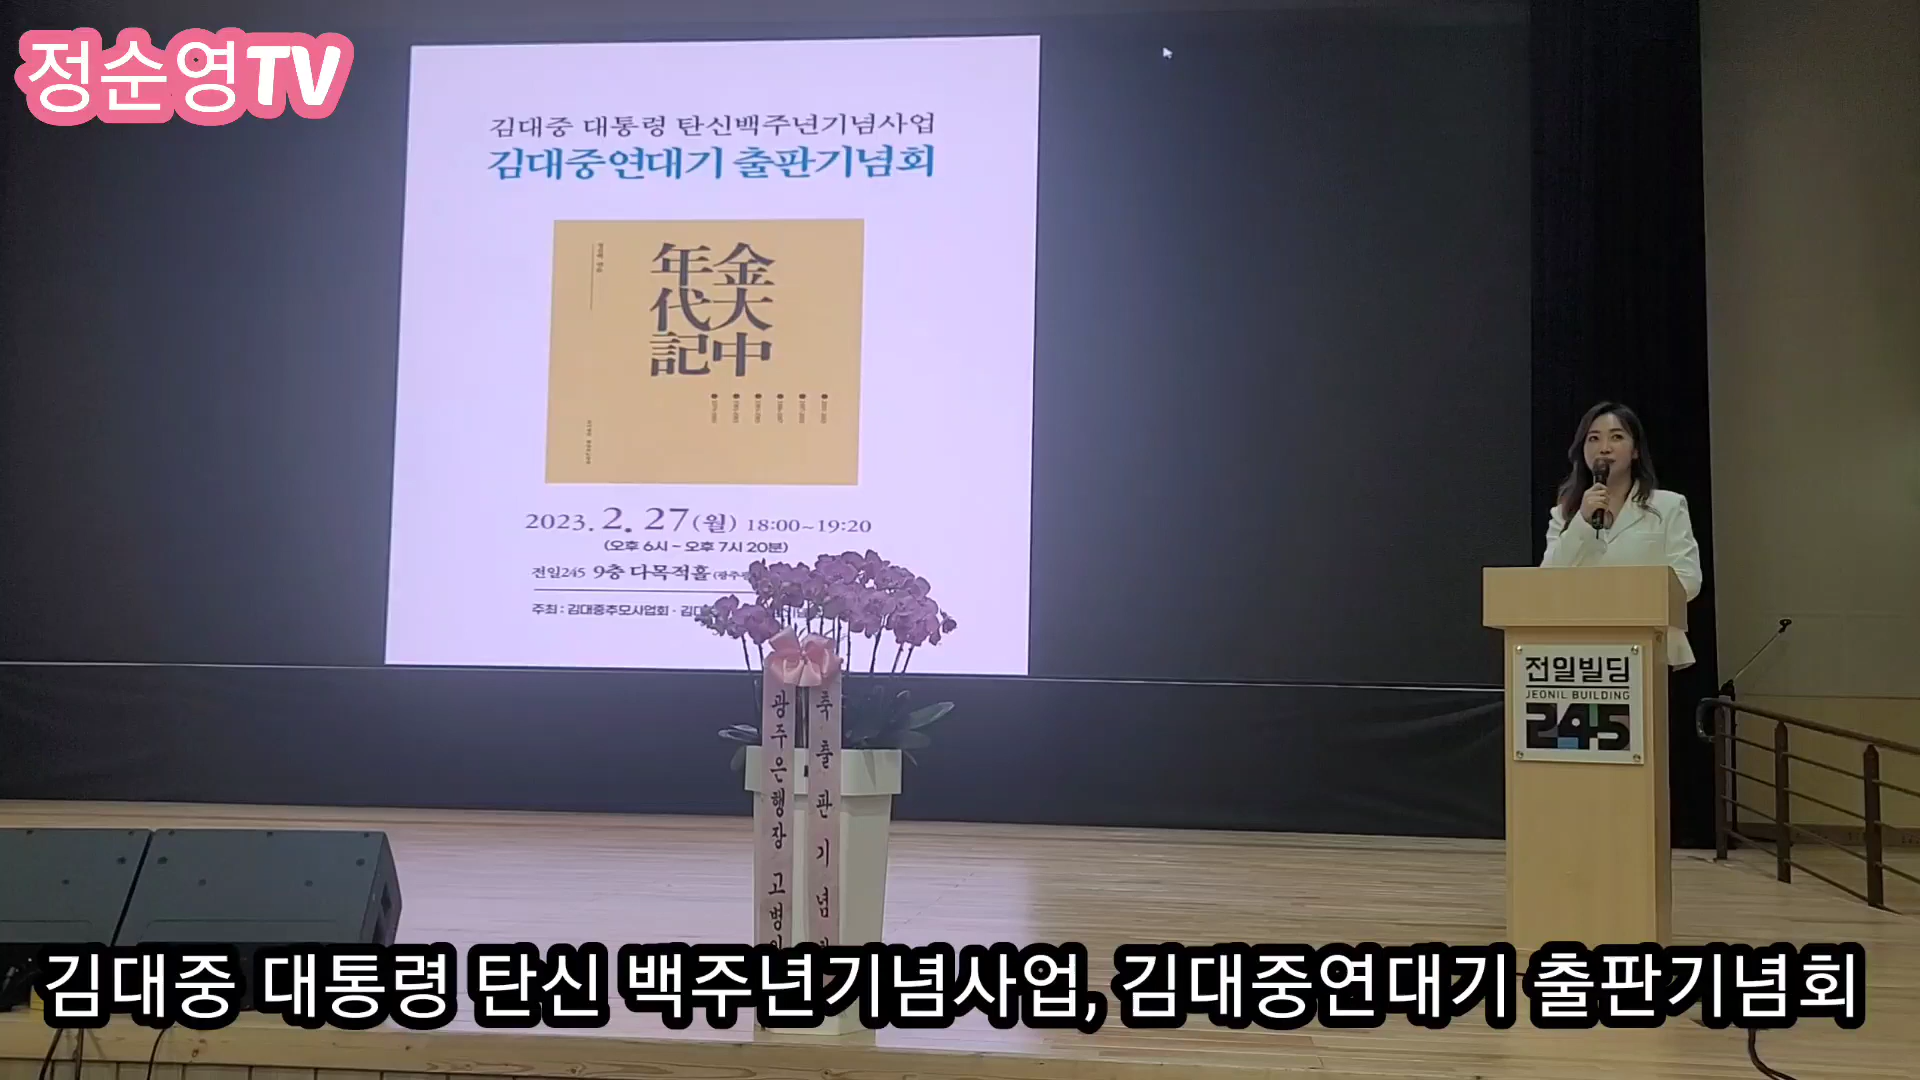 정순영TV
김대중 대통령 탄신백주년기념사업
김대중연대기 출판기념회
金大中
年代記
2023. 2. 27(월) 18:00~19:20
(오후 6시 - 오후 7시 20분)
전일245 9층 다목적홀
주최 : 김대중추모사업회 ·
축출판기념
광주은행장 고병
전일빌딩
JEONIL BUILDING
245
김대중 대통령 탄신 백주년기념사업, 김대중연대기 출판기념회